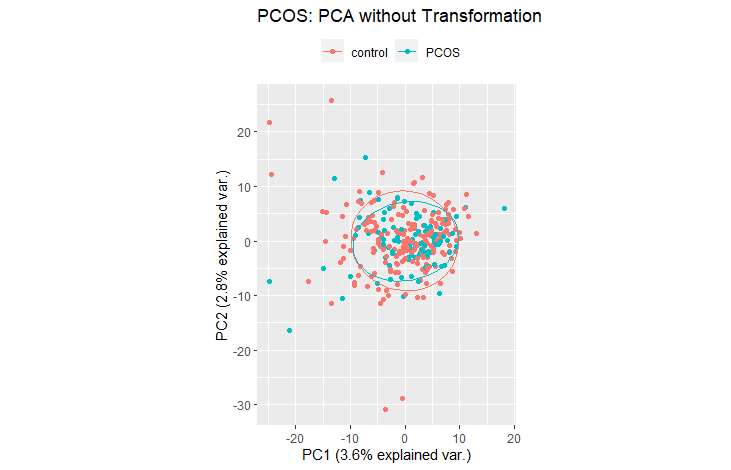 PCOS: PCA without Transformation
control PCOS
20
10
0
-10
-20
-30
PC2 (2.8% explained var.)
-20 -10 0 10 20
PC1 (3.6% explained var.)